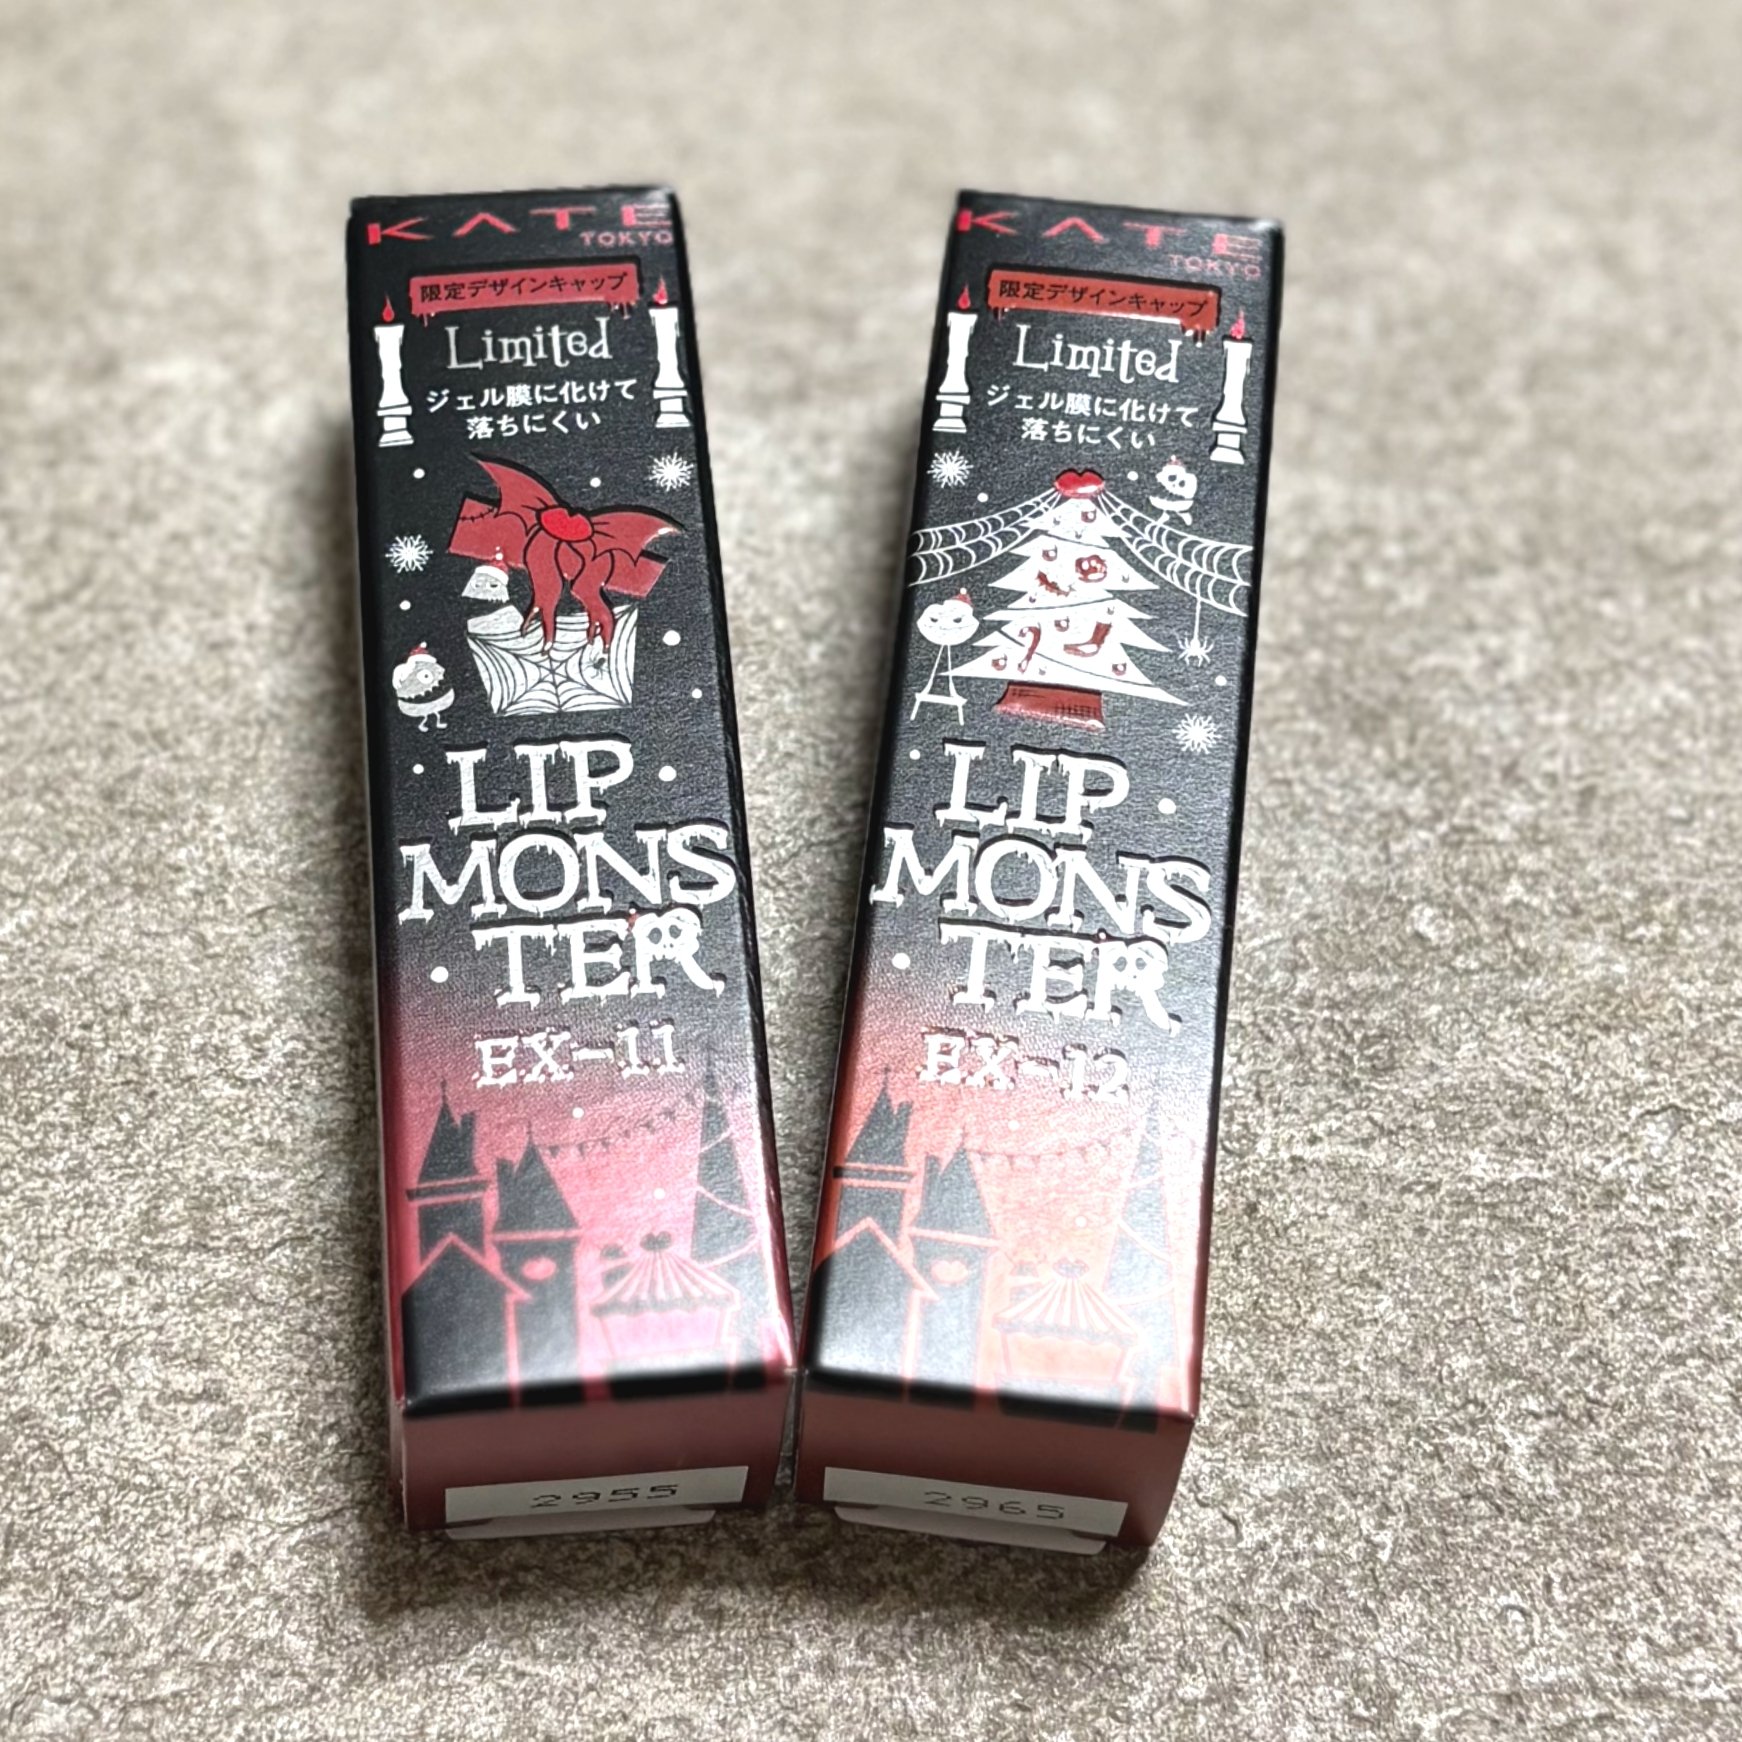 KATE
TOKYO
限定デザインキャップ
Limited
ジェル膜に化けて
落ちにくい
LIP
MONS
TER
EX-11
2955
KATE
TOKYO
限定デザインキャップ
Limited
ジェル膜に化けて
落ちにくい
LIP
MONS
TER
EX-12
2965